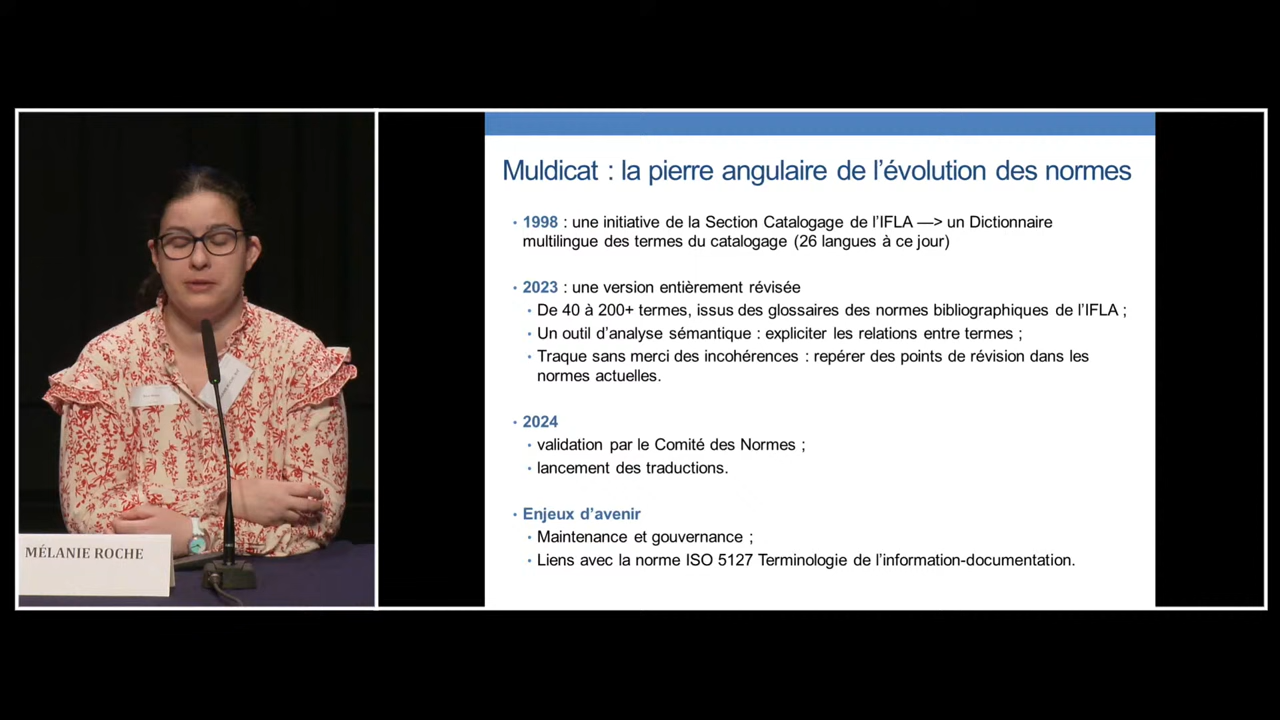 MÉLANIE ROCHE
Muldicat : la pierre angulaire de l’évolution des normes
• 1998 : une initiative de la Section Catalogage de l’IFLA —> un Dictionnaire
multilingue des termes du catalogage (26 langues à ce jour)
• 2023 : une version entièrement révisée
• De 40 à 200+ termes, issus des glossaires des normes bibliographiques de l’IFLA ;
• Un outil d’analyse sémantique : expliciter les relations entre termes ;
• Traque sans merci des incohérences : repérer des points de révision dans les
normes actuelles.
• 2024
• validation par le Comité des Normes ;
• lancement des traductions.
• Enjeux d’avenir
• Maintenance et gouvernance ;
• Liens avec la norme ISO 5127 Terminologie de l’information-documentation.